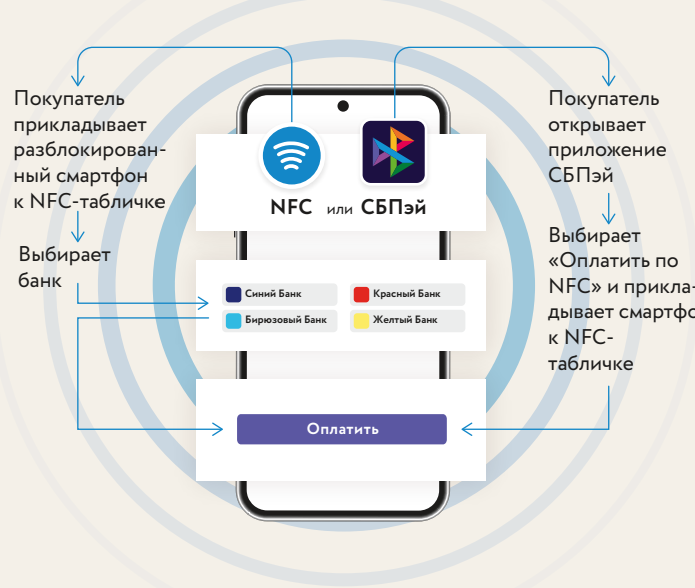 Покупатель
прикладывает
разблокирован-
ный смартфон
к NFC-табличке
Выбирает
банк
NFC или СБПэй
Синий Банк
Красный Банк
Бирюзовый Банк
Желтый Банк
Оплатить
Покупатель
открывает
приложение
СБПэй
Выбирает
«Оплатить по
NFC» и прикла-
дывает смартфо
к NFC-
табличке